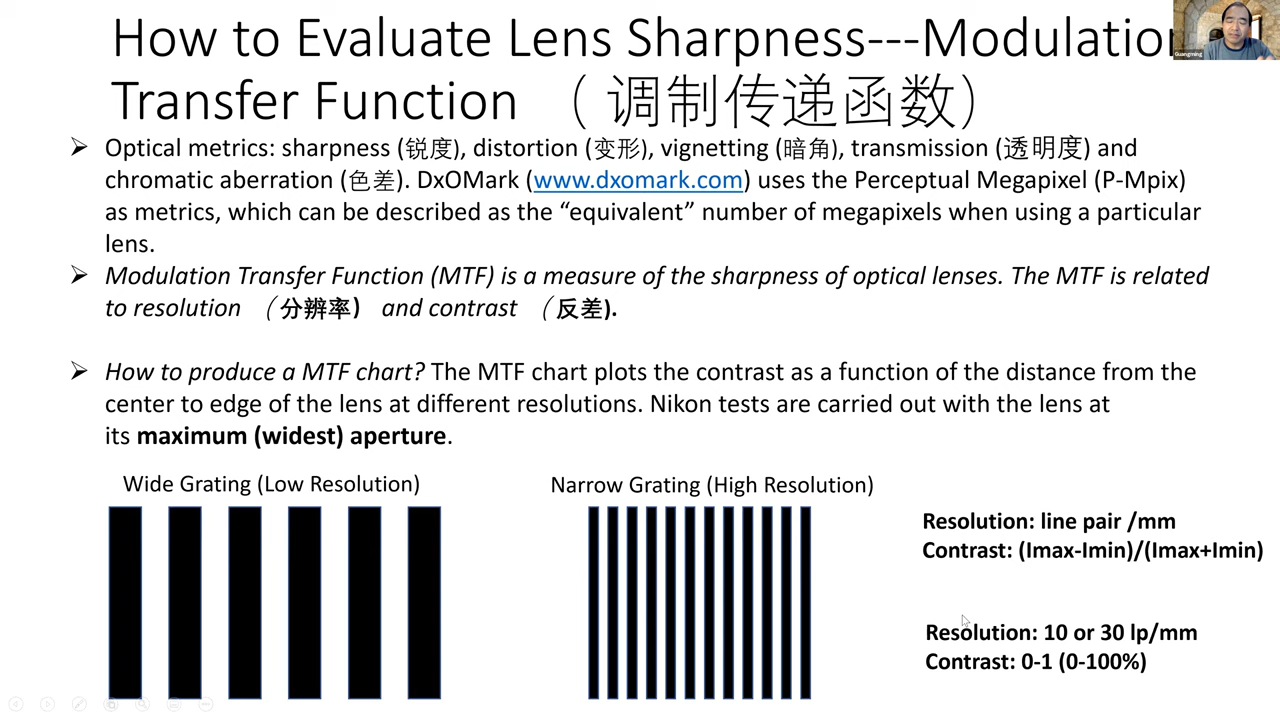 How to Evaluate Lens Sharpness---Modulation
Transfer Function （调制传递函数）
Guangming
➢ Optical metrics: sharpness (锐度), distortion (变形), vignetting (暗角), transmission (透明度) and
chromatic aberration (色差). DxOMark (www.dxomark.com) uses the Perceptual Megapixel (P-Mpix)
as metrics, which can be described as the “equivalent” number of megapixels when using a particular
lens.
➢ Modulation Transfer Function (MTF) is a measure of the sharpness of optical lenses. The MTF is related
to resolution （分辨率） and contrast （反差).
➢ How to produce a MTF chart? The MTF chart plots the contrast as a function of the distance from the
center to edge of the lens at different resolutions. Nikon tests are carried out with the lens at
its maximum (widest) aperture.
Wide Grating (Low Resolution)
Narrow Grating (High Resolution)
Resolution: line pair /mm
Contrast: (Imax-Imin)/(Imax+Imin)
Resolution: 10 or 30 lp/mm
Contrast: 0-1 (0-100%)